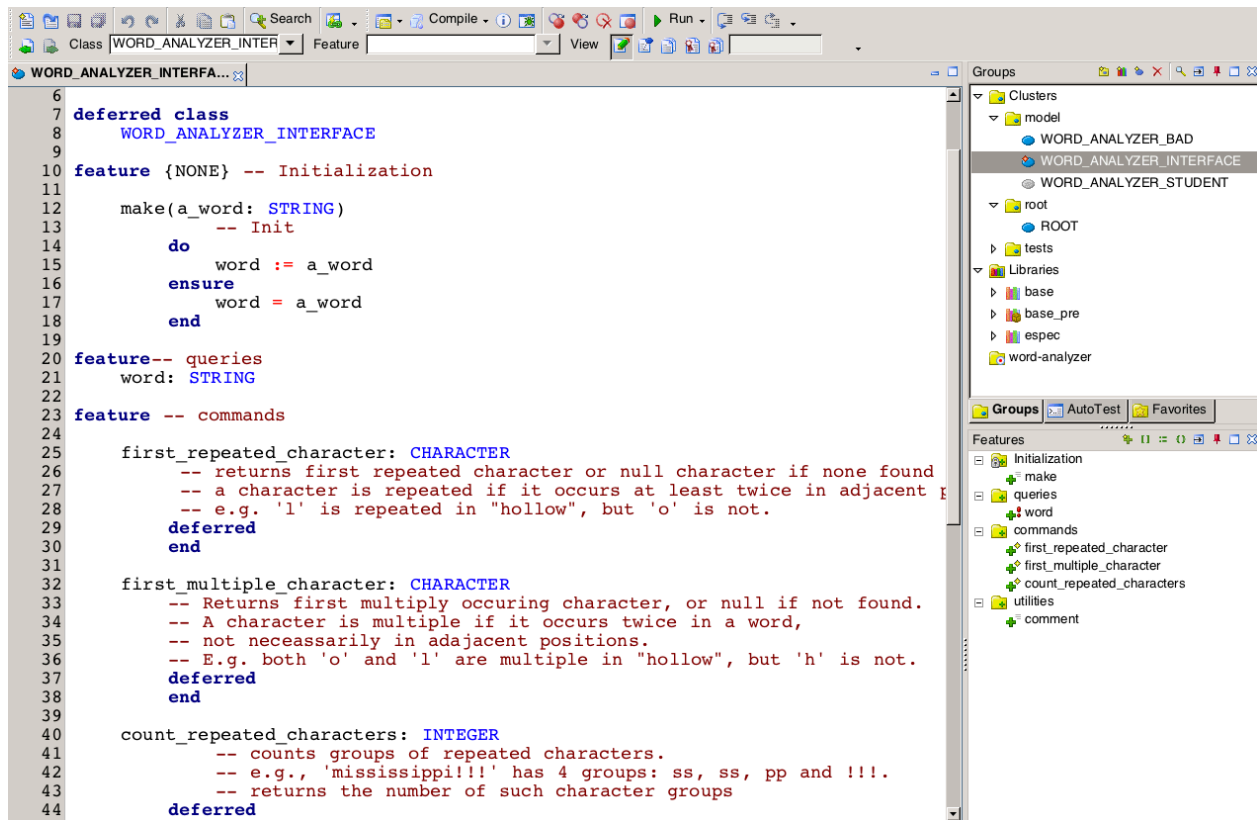 Search Compile Run
Class WORD_ANALYZER_INTER Feature View
WORD_ANALYZER_INTERFA...
6
7 deferred class
8 WORD_ANALYZER_INTERFACE
9
10 feature {NONE} -- Initialization
11
12 make(a_word: STRING)
13 -- Init
14 do
15 word := a_word
16 ensure
17 word = a_word
18 end
19
20 feature-- queries
21 word: STRING
22
23 feature -- commands
24
25 first_repeated_character: CHARACTER
26 -- returns first repeated character or null character if none found
27 -- a character is repeated if it occurs at least twice in adjacent p
28 -- e.g. 'l' is repeated in "hollow", but 'o' is not.
29 deferred
30 end
31
32 first_multiple_character: CHARACTER
33 -- Returns first multiply occuring character, or null if not found.
34 -- A character is multiple if it occurs twice in a word,
35 -- not neceassarily in adajacent positions.
36 -- E.g. both 'o' and 'l' are multiple in "hollow", but 'h' is not.
37 deferred
38 end
39
40 count_repeated_characters: INTEGER
41 -- counts groups of repeated characters.
42 -- e.g., 'mississippi!!!' has 4 groups: ss, ss, pp and !!!.
43 -- returns the number of such character groups
44 deferred
Groups
Clusters
model
WORD_ANALYZER_BAD
WORD_ANALYZER_INTERFACE
WORD_ANALYZER_STUDENT
root
ROOT
tests
Libraries
base
base_pre
espec
word-analyzer
Groups AutoTest Favorites
Features
Initialization
make
queries
word
commands
first_repeated_character
first_multiple_character
count_repeated_characters
utilities
comment